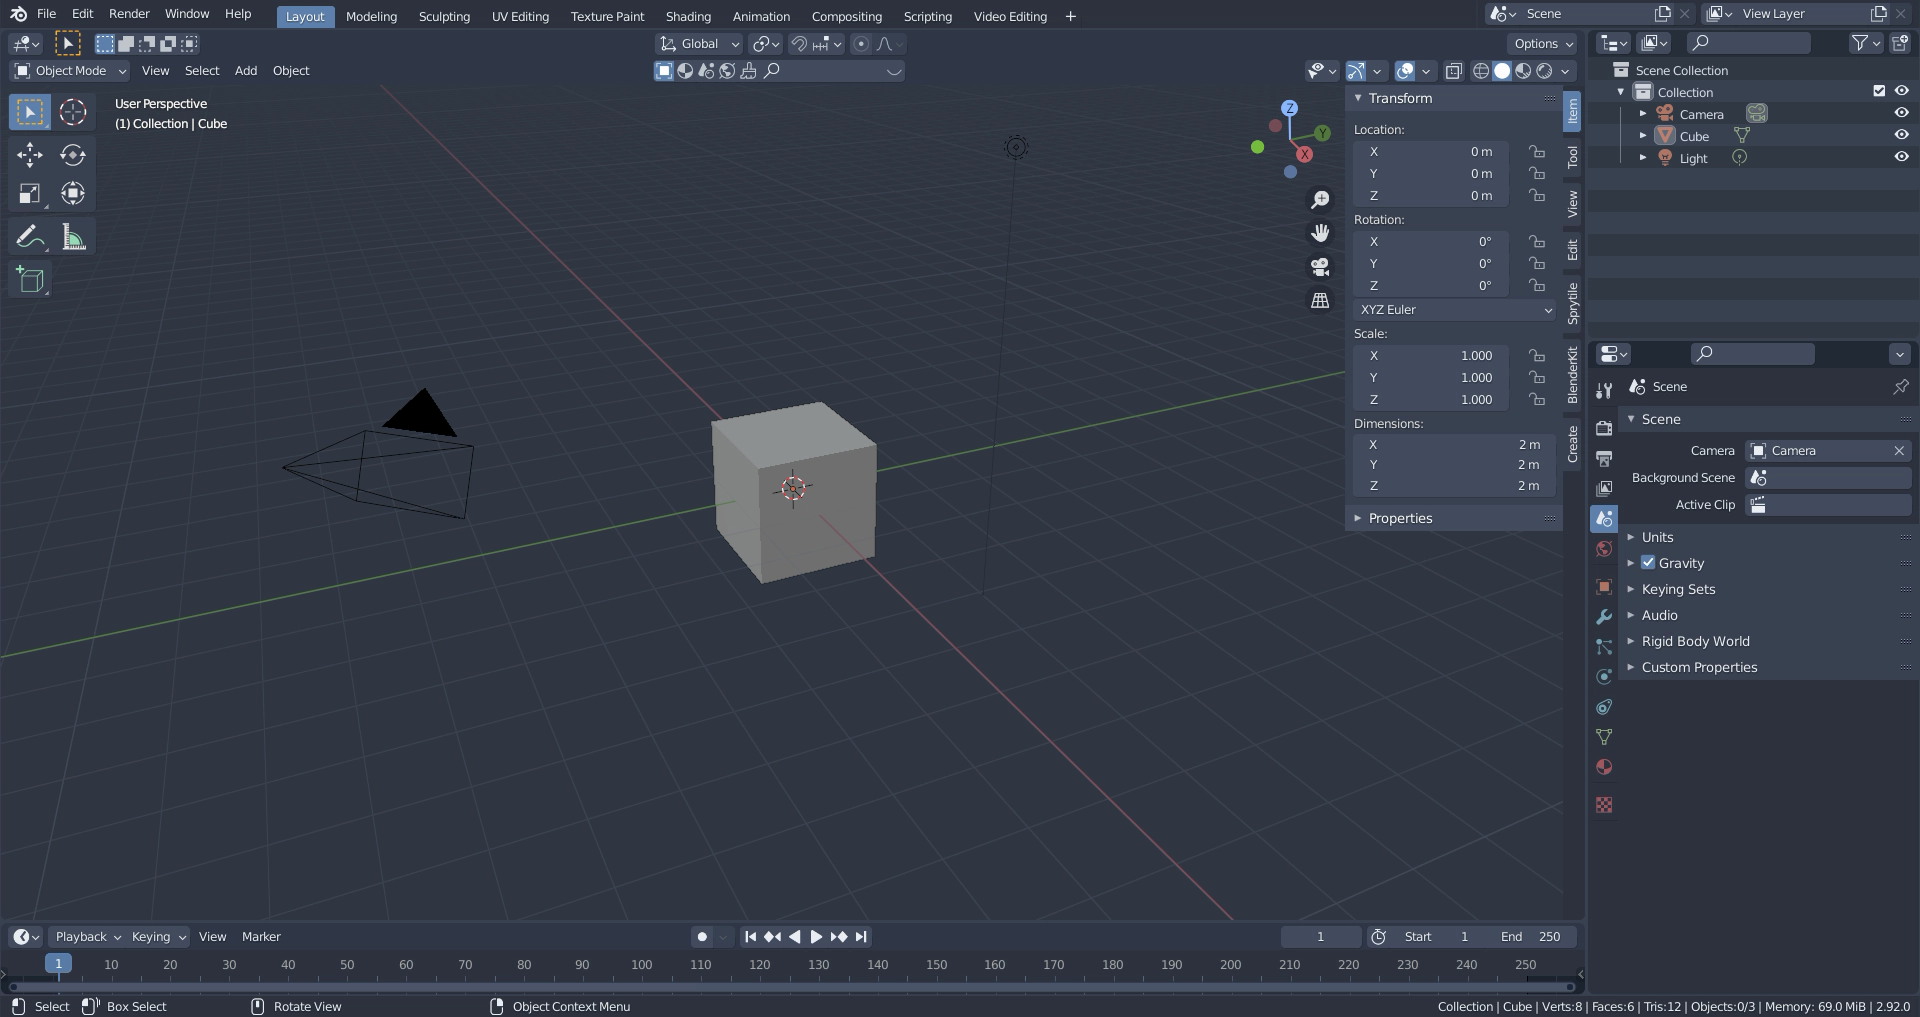 File Edit Render Window Help Layout Modeling Sculpting UV Editing Texture Paint Shading Animation Compositing Scripting Video Editing + Scene View Layer
Global Options
Object Mode View Select Add Object
User Perspective
(1) Collection | Cube
Z
Y
X
Transform
Location:
X 0 m
Y 0 m
Z 0 m
Rotation:
X 0°
Y 0°
Z 0°
XYZ Euler
Scale:
X 1.000
Y 1.000
Z 1.000
Dimensions:
X 2 m
Y 2 m
Z 2 m
Properties
Item
Tool
View
Edit
Sprytile
BlenderKit
Create
Scene Collection
Collection
Camera
Cube
Light
Scene
Scene
Camera Camera
Background Scene
Active Clip
Units
Gravity
Keying Sets
Audio
Rigid Body World
Custom Properties
Playback Keying View Marker 1 Start 1 End 250
1 10 20 30 40 50 60 70 80 90 100 110 120 130 140 150 160 170 180 190 200 210 220 230 240 250
Select Box Select Rotate View Object Context Menu Collection | Cube | Verts:8 | Faces:6 | Tris:12 | Objects:0/3 | Memory: 69.0 MiB | 2.92.0